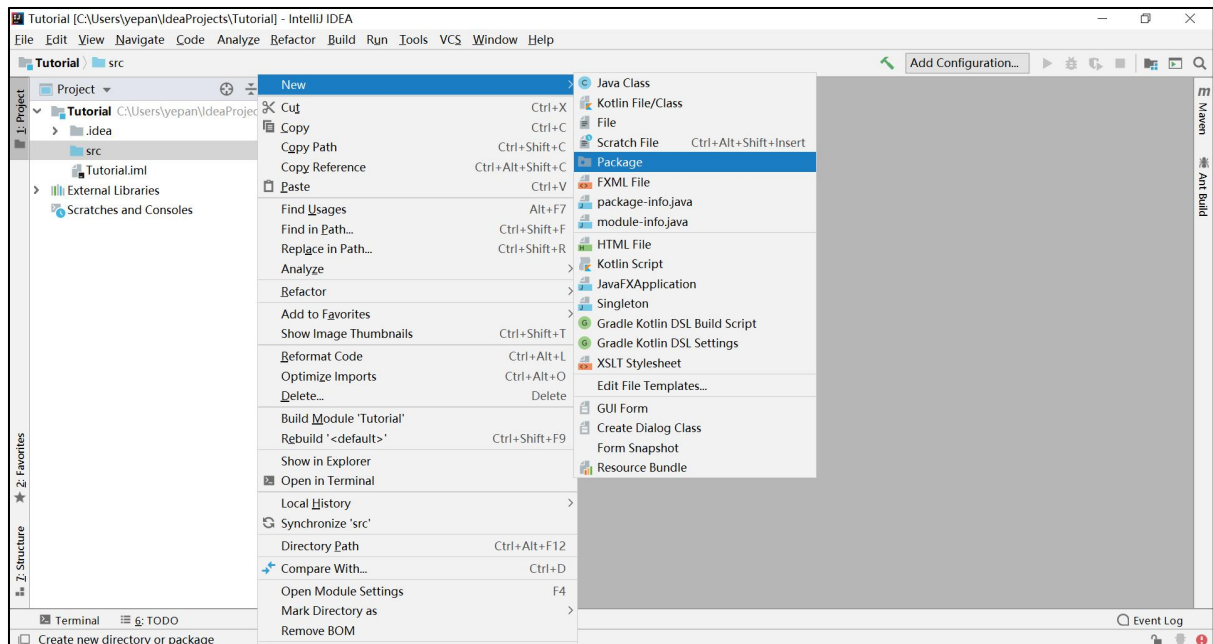 Tutorial [C:\Users\yepan\IdeaProjects\Tutorial] - IntelliJ IDEA
File Edit View Navigate Code Analyze Refactor Build Run Tools VCS Window Help
Tutorial src
Add Configuration...
1: Project
Project
Tutorial C:\Users\yepan\IdeaProjec
.idea
src
Tutorial.iml
External Libraries
Scratches and Consoles
New
Cut Ctrl+X
Copy Ctrl+C
Copy Path Ctrl+Shift+C
Copy Reference Ctrl+Alt+Shift+C
Paste Ctrl+V
Find Usages Alt+F7
Find in Path... Ctrl+Shift+F
Replace in Path... Ctrl+Shift+R
Analyze
Refactor
Add to Favorites
Show Image Thumbnails Ctrl+Shift+T
Reformat Code Ctrl+Alt+L
Optimize Imports Ctrl+Alt+O
Delete... Delete
Build Module 'Tutorial'
Rebuild '<default>' Ctrl+Shift+F9
Show in Explorer
Open in Terminal
Local History
Synchronize 'src'
Directory Path Ctrl+Alt+F12
Compare With... Ctrl+D
Open Module Settings F4
Mark Directory as
Remove BOM
Java Class
Kotlin File/Class
File
Scratch File Ctrl+Alt+Shift+Insert
Package
FXML File
package-info.java
module-info.java
HTML File
Kotlin Script
JavaFXApplication
Singleton
Gradle Kotlin DSL Build Script
Gradle Kotlin DSL Settings
XSLT Stylesheet
Edit File Templates...
GUI Form
Create Dialog Class
Form Snapshot
Resource Bundle
Maven
Ant Build
2: Favorites
7: Structure
Terminal 6: TODO
Event Log
Create new directory or package